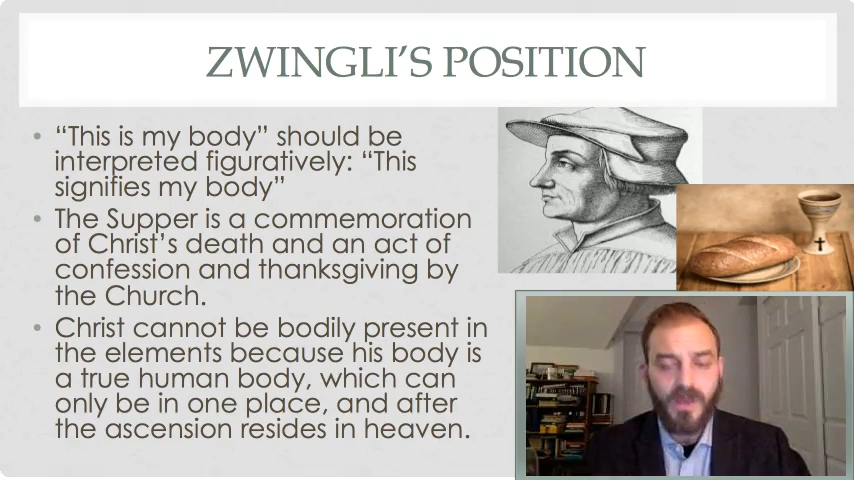 ZWINGLI’S POSITION
• “This is my body” should be
interpreted figuratively: “This
signifies my body”
• The Supper is a commemoration
of Christ’s death and an act of
confession and thanksgiving by
the Church.
• Christ cannot be bodily present in
the elements because his body is
a true human body, which can
only be in one place, and after
the ascension resides in heaven.